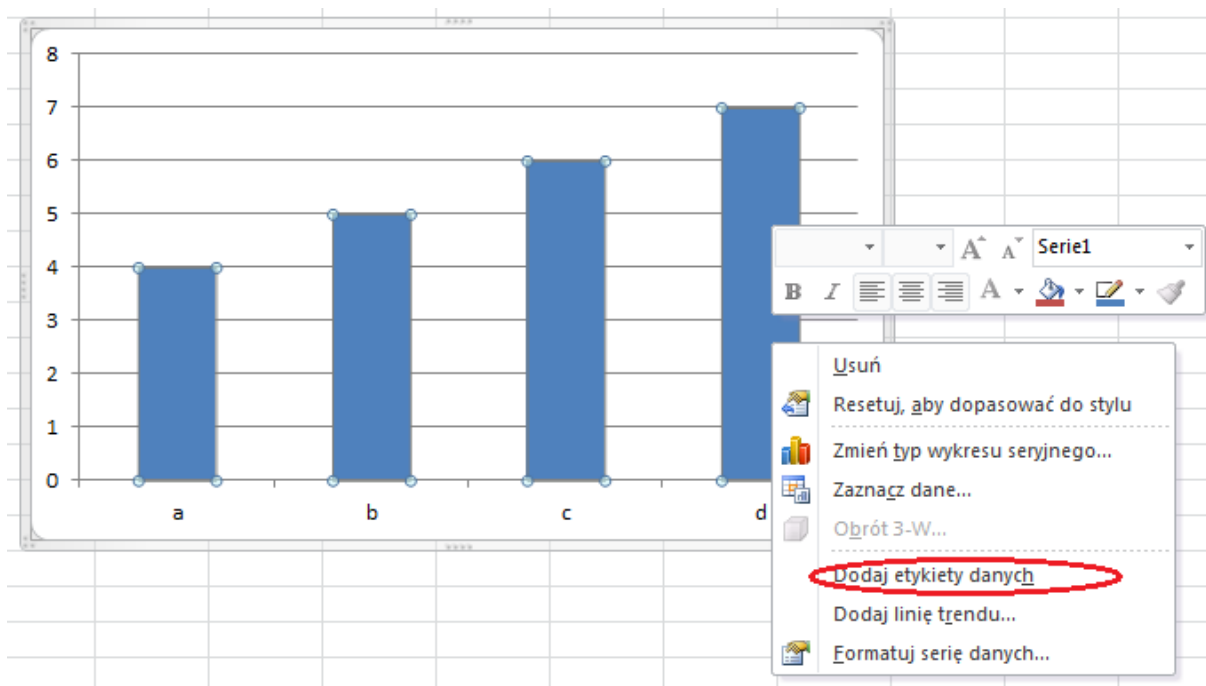 8
7
6
5
4
3
2
1
0
a b c d
A A Serie1
B I A
Usuń
Resetuj, aby dopasować do stylu
Zmień typ wykresu seryjnego...
Zaznacz dane...
Obrót 3-W...
Dodaj etykiety danych
Dodaj linię trendu...
Formatuj serię danych...